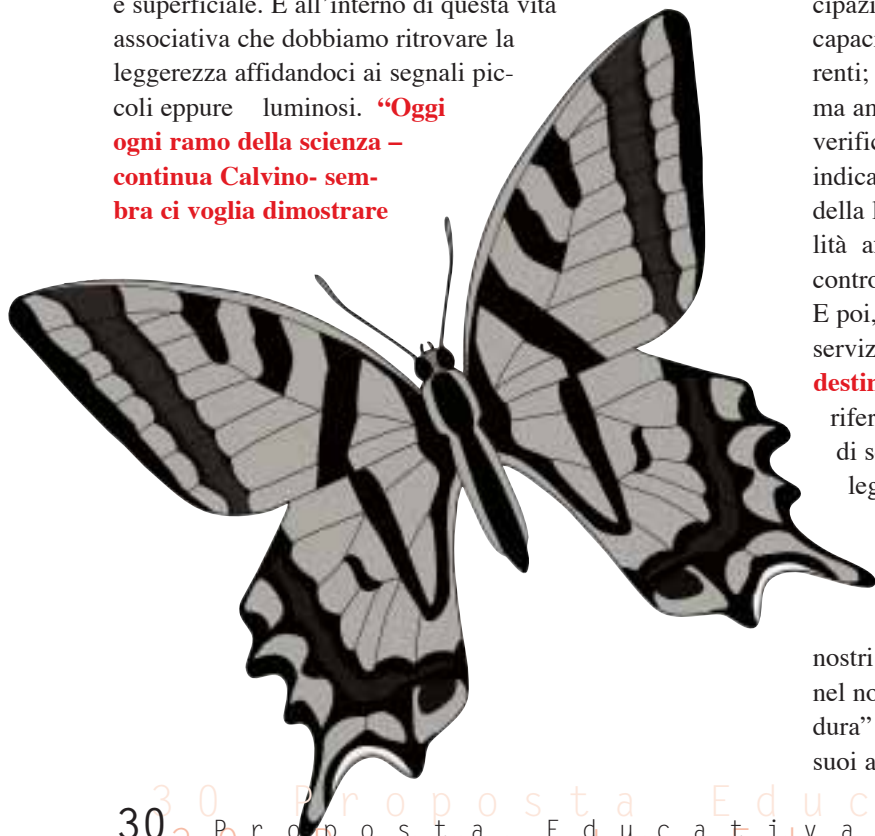 e superficiale. È all'interno di questa vita
associativa che dobbiamo ritrovare la
leggerezza affidandoci ai segnali pic-
coli eppure luminosi. “Oggi
ogni ramo della scienza –
continua Calvino- sem-
bra ci voglia dimostrare
cipazi
capac
renti;
ma an
verific
indica
della l
lità a
contro
E poi,
serviz
destin
rifer
di s
leg
nostri
nel no
dura”
suoi a
30 Proposta Educ
30 Proposta Educativa